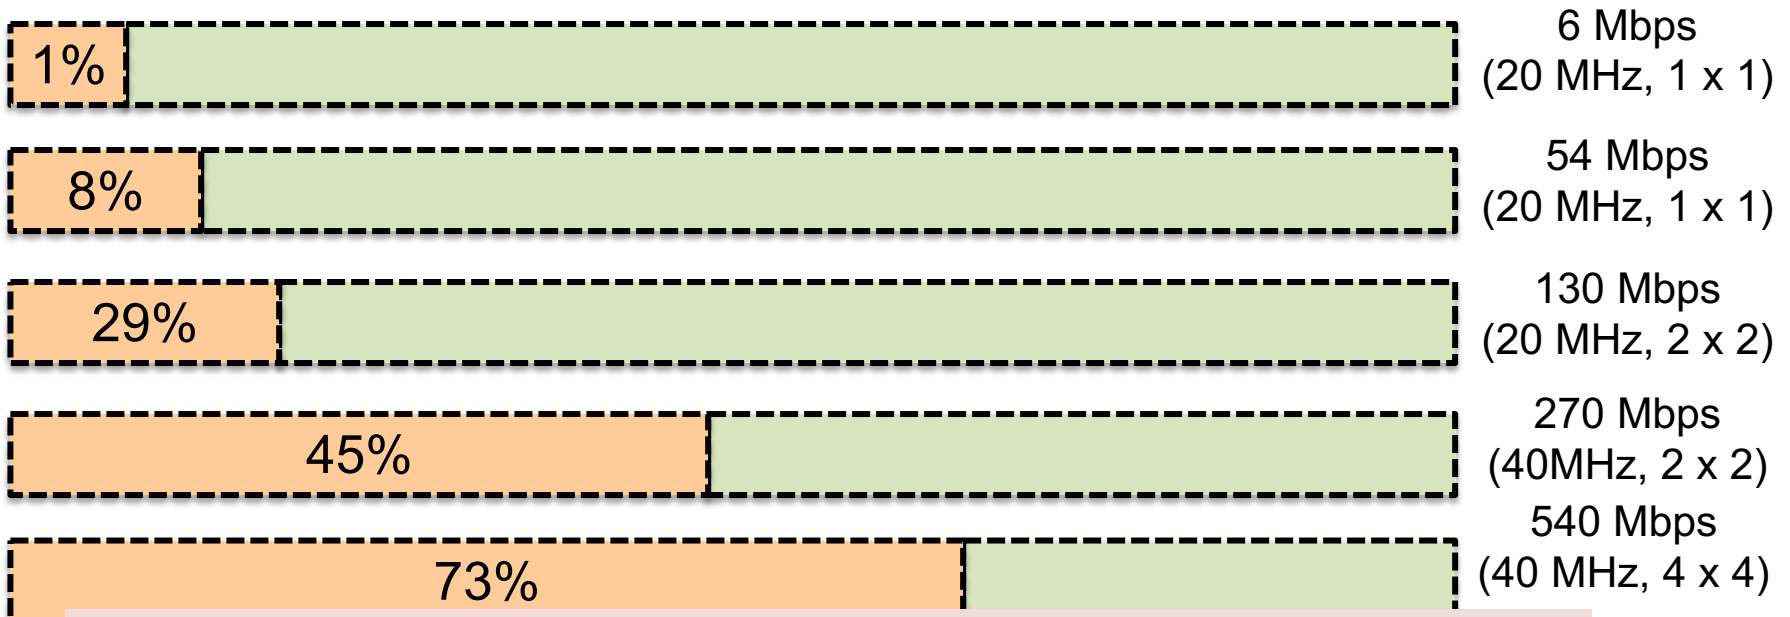 1%
6 Mbps
(20 MHz, 1 x 1)
8%
54 Mbps
(20 MHz, 1 x 1)
29%
130 Mbps
(20 MHz, 2 x 2)
45%
270 Mbps
(40MHz, 2 x 2)
73%
540 Mbps
(40 MHz, 4 x 4)